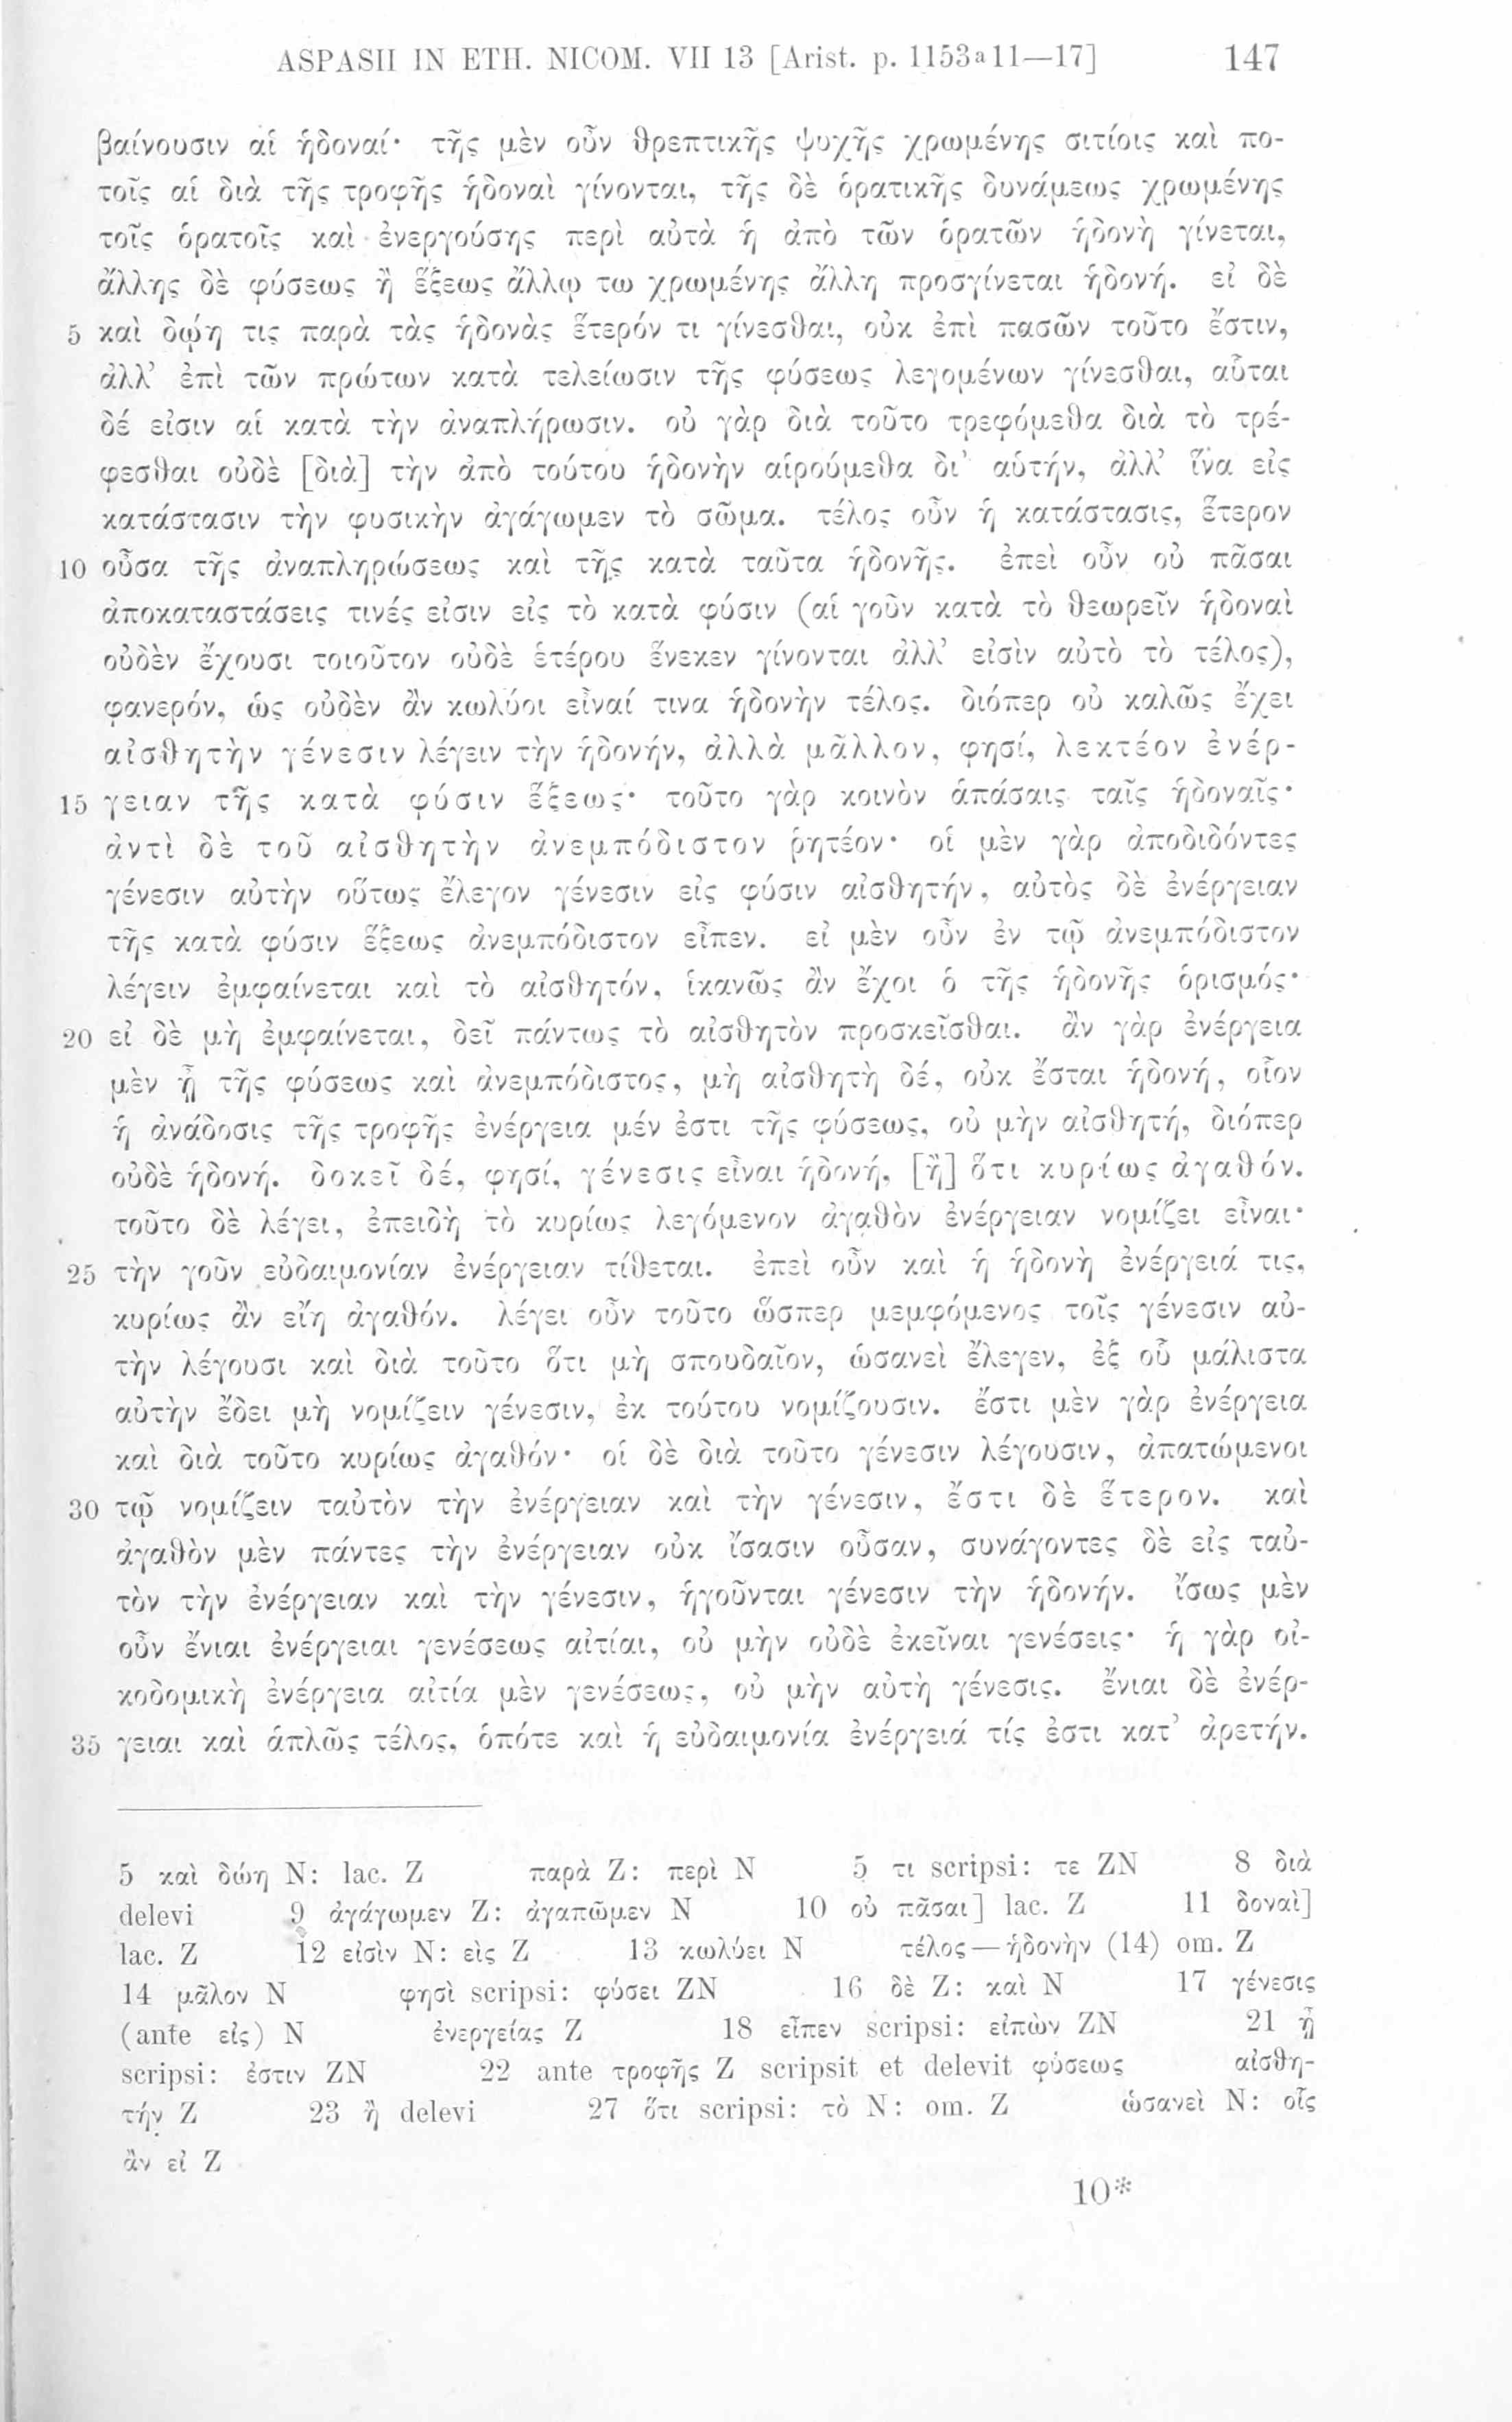 ASPASII IN ETH. NICOM. VII 13 [Arist. p. 1153a11—17] 147
βαίνουσιν αἱ ἡδοναί· τῆς μὲν οὖν θρεπτικῆς ψυχῆς χρωμένης σιτίοις καὶ πο-
τοῖς αἱ διὰ τῆς τροφῆς ἡδοναὶ γίνονται, τῆς δὲ ὁρατικῆς δυνάμεως χρωμένης
τοῖς ὁρατοῖς καὶ ἐνεργούσης περὶ αὐτὰ ἡ ἀπὸ τῶν ὁρατῶν ἡδονὴ γίνεται,
ἄλλης δὲ φύσεως ἢ ἕξεως ἄλλῳ τω χρωμένης ἄλλη προσγίνεται ἡδονή. εἰ δὲ
5 καὶ δῴη τις παρὰ τὰς ἡδονὰς ἕτερόν τι γίνεσθαι, οὐκ ἐπὶ πασῶν τοῦτο ἔστιν,
ἀλλ’ ἐπὶ τῶν πρώτων κατὰ τελείωσιν τῆς φύσεως λεγομένων γίνεσθαι, αὗται
δέ εἰσιν αἱ κατὰ τὴν ἀναπλήρωσιν. οὐ γὰρ διὰ τοῦτο τρεφόμεθα διὰ τὸ τρέ-
φεσθαι οὐδὲ [διὰ] τὴν ἀπὸ τούτου ἡδονὴν αἱρούμεθα δι’ αὑτήν, ἀλλ’ ἵνα εἰς
κατάστασιν τὴν φυσικὴν ἀγάγωμεν τὸ σῶμα. τέλος οὖν ἡ κατάστασις, ἕτερον
10 οὖσα τῆς ἀναπληρώσεως καὶ τῆς κατὰ ταῦτα ἡδονῆς. ἐπεὶ οὖν οὐ πᾶσαι
ἀποκαταστάσεις τινές εἰσιν εἰς τὸ κατὰ φύσιν (αἱ γοῦν κατὰ τὸ θεωρεῖν ἡδοναὶ
οὐδὲν ἔχουσι τοιοῦτον οὐδὲ ἑτέρου ἕνεκεν γίνονται ἀλλ’ εἰσὶν αὐτὸ τὸ τέλος),
φανερόν, ὡς οὐδὲν ἂν κωλύοι εἶναί τινα ἡδονὴν τέλος. διόπερ οὐ καλῶς ἔχει
αἰσθητὴν γένεσιν λέγειν τὴν ἡδονήν, ἀλλὰ μᾶλλον, φησί, λεκτέον ἐνέρ-
15 γειαν τῆς κατὰ φύσιν ἕξεως· τοῦτο γὰρ κοινὸν ἁπάσαις ταῖς ἡδοναῖς·
ἀντὶ δὲ τοῦ αἰσθητὴν ἀνεμπόδιστον ῥητέον· οἱ μὲν γὰρ ἀποδιδόντες
γένεσιν αὐτὴν οὕτως ἔλεγον γένεσιν εἰς φύσιν αἰσθητήν, αὐτὸς δὲ ἐνέργειαν
τῆς κατὰ φύσιν ἕξεως ἀνεμπόδιστον εἶπεν. εἰ μὲν οὖν ἐν τῷ ἀνεμπόδιστον
λέγειν ἐμφαίνεται καὶ τὸ αἰσθητόν, ἱκανῶς ἂν ἔχοι ὁ τῆς ἡδονῆς ὁρισμός·
20 εἰ δὲ μὴ ἐμφαίνεται, δεῖ πάντως τὸ αἰσθητὸν προσκεῖσθαι. ἂν γὰρ ἐνέργεια
μὲν ᾖ τῆς φύσεως καὶ ἀνεμπόδιστος, μὴ αἰσθητὴ δέ, οὐκ ἔσται ἡδονή, οἷον
ἡ ἀνάδοσις τῆς τροφῆς ἐνέργεια μέν ἐστι τῆς φύσεως, οὐ μὴν αἰσθητή, διόπερ
οὐδὲ ἡδονή. δοκεῖ δέ, φησί, γένεσις εἶναι ἡδονή, [ἢ] ὅτι κυρίως ἀγαθόν.
τοῦτο δὲ λέγει, ἐπειδὴ τὸ κυρίως λεγόμενον ἀγαθὸν ἐνέργειαν νομίζει εἶναι·
25 τὴν γοῦν εὐδαιμονίαν ἐνέργειαν τίθεται. ἐπεὶ οὖν καὶ ἡ ἡδονὴ ἐνέργειά τις,
κυρίως ἂν εἴη ἀγαθόν. λέγει οὖν τοῦτο ὥσπερ μεμφόμενος τοῖς γένεσιν αὐ-
τὴν λέγουσι καὶ διὰ τοῦτο ὅτι μὴ σπουδαῖον, ὡσανεὶ ἔλεγεν, ἐξ οὗ μάλιστα
αὐτὴν ἔδει μὴ νομίζειν γένεσιν, ἐκ τούτου νομίζουσιν. ἔστι μὲν γὰρ ἐνέργεια
καὶ διὰ τοῦτο κυρίως ἀγαθόν· οἱ δὲ διὰ τοῦτο γένεσιν λέγουσιν, ἀπατώμενοι
30 τῷ νομίζειν ταὐτὸν τὴν ἐνέργειαν καὶ τὴν γένεσιν, ἔστι δὲ ἕτερον. καὶ
ἀγαθὸν μὲν πάντες τὴν ἐνέργειαν οὐκ ἴσασιν οὖσαν, συνάγοντες δὲ εἰς ταὐ-
τὸν τὴν ἐνέργειαν καὶ τὴν γένεσιν, ἡγοῦνται γένεσιν τὴν ἡδονήν. ἴσως μὲν
οὖν ἔνιαι ἐνέργειαι γενέσεως αἰτίαι, οὐ μὴν οὐδὲ ἐκεῖναι γενέσεις· ἡ γὰρ οἰ-
κοδομικὴ ἐνέργεια αἰτία μὲν γενέσεως, οὐ μὴν αὐτὴ γένεσις. ἔνιαι δὲ ἐνέρ-
35 γειαι καὶ ἁπλῶς τέλος, ὁπότε καὶ ἡ εὐδαιμονία ἐνέργειά τίς ἐστι κατ’ ἀρετήν.
5 καὶ δώη N: lac. Z παρὰ Z: περὶ N 5 τι scripsi: τε ZN 8 διὰ
delevi 9 ἀγάγωμεν Z: ἀγαπῶμεν N 10 οὐ πᾶσαι] lac. Z 11 δοναὶ]
lac. Z 12 εἰσὶν N: εἰς Z 13 κωλύει N τέλος—ἡδονὴν (14) om. Z
14 μᾶλον N φησὶ scripsi: φύσει ZN 16 δὲ Z: καὶ N 17 γένεσις
(ante εἰς) N ἐνεργείας Z 18 εἶπεν scripsi: εἰπὼν ZN 21 ᾖ
scripsi: ἐστιν ZN 22 ante τροφῆς Z scripsit et delevit φύσεως αἰσθη-
τήν Z 23 ἢ delevi 27 ὅτι scripsi: τὸ N: om. Z ὡσανεὶ N: οἷς
ἂν εἰ Z
10*